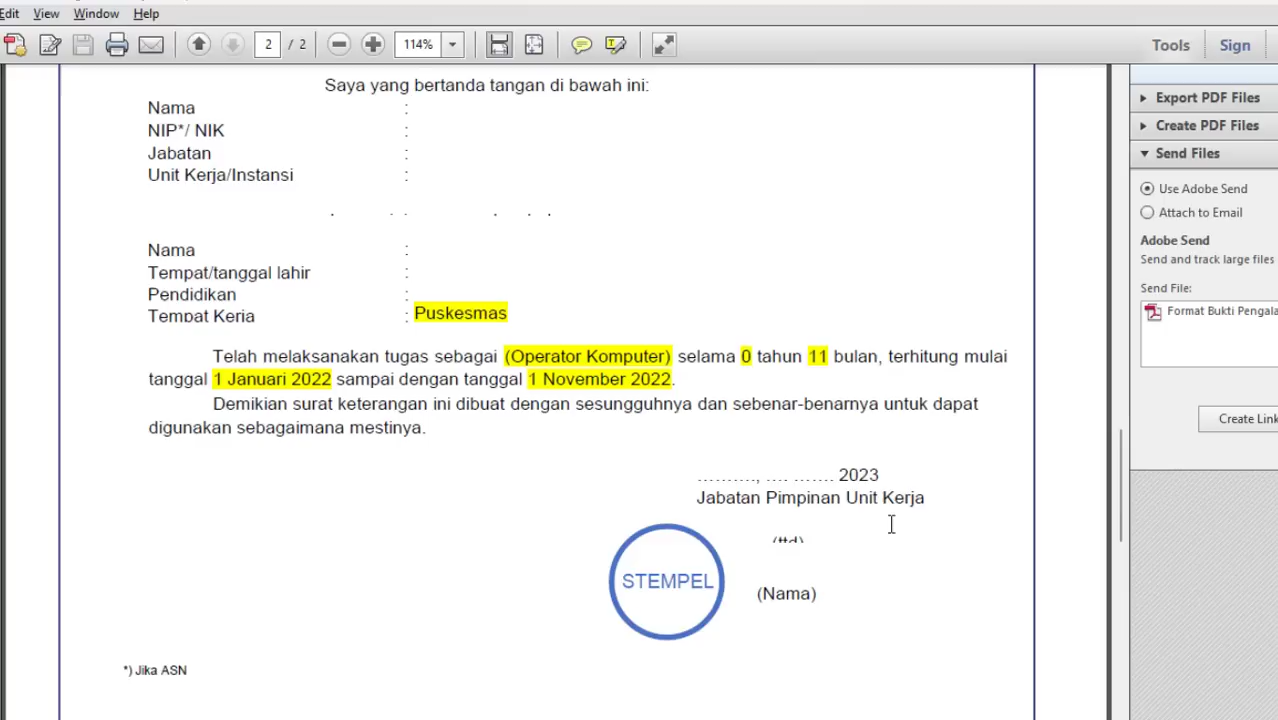 Edit View Window Help
2 / 2 114% Tools Sign
Saya yang bertanda tangan di bawah ini:
Nama :
NIP*/ NIK :
Jabatan :
Unit Kerja/Instansi :
Nama :
Tempat/tanggal lahir :
Pendidikan :
Tempat Kerja : Puskesmas
Telah melaksanakan tugas sebagai (Operator Komputer) selama 0 tahun 11 bulan, terhitung mulai
tanggal 1 Januari 2022 sampai dengan tanggal 1 November 2022.
Demikian surat keterangan ini dibuat dengan sesungguhnya dan sebenar-benarnya untuk dapat
digunakan sebagaimana mestinya.
.........., .... ....... 2023
Jabatan Pimpinan Unit Kerja
(ttd)
STEMPEL
(Nama)
*) Jika ASN
Export PDF Files
Create PDF Files
Send Files
Use Adobe Send
Attach to Email
Adobe Send
Send and track large files
Send File:
Format Bukti Pengala
Create Link